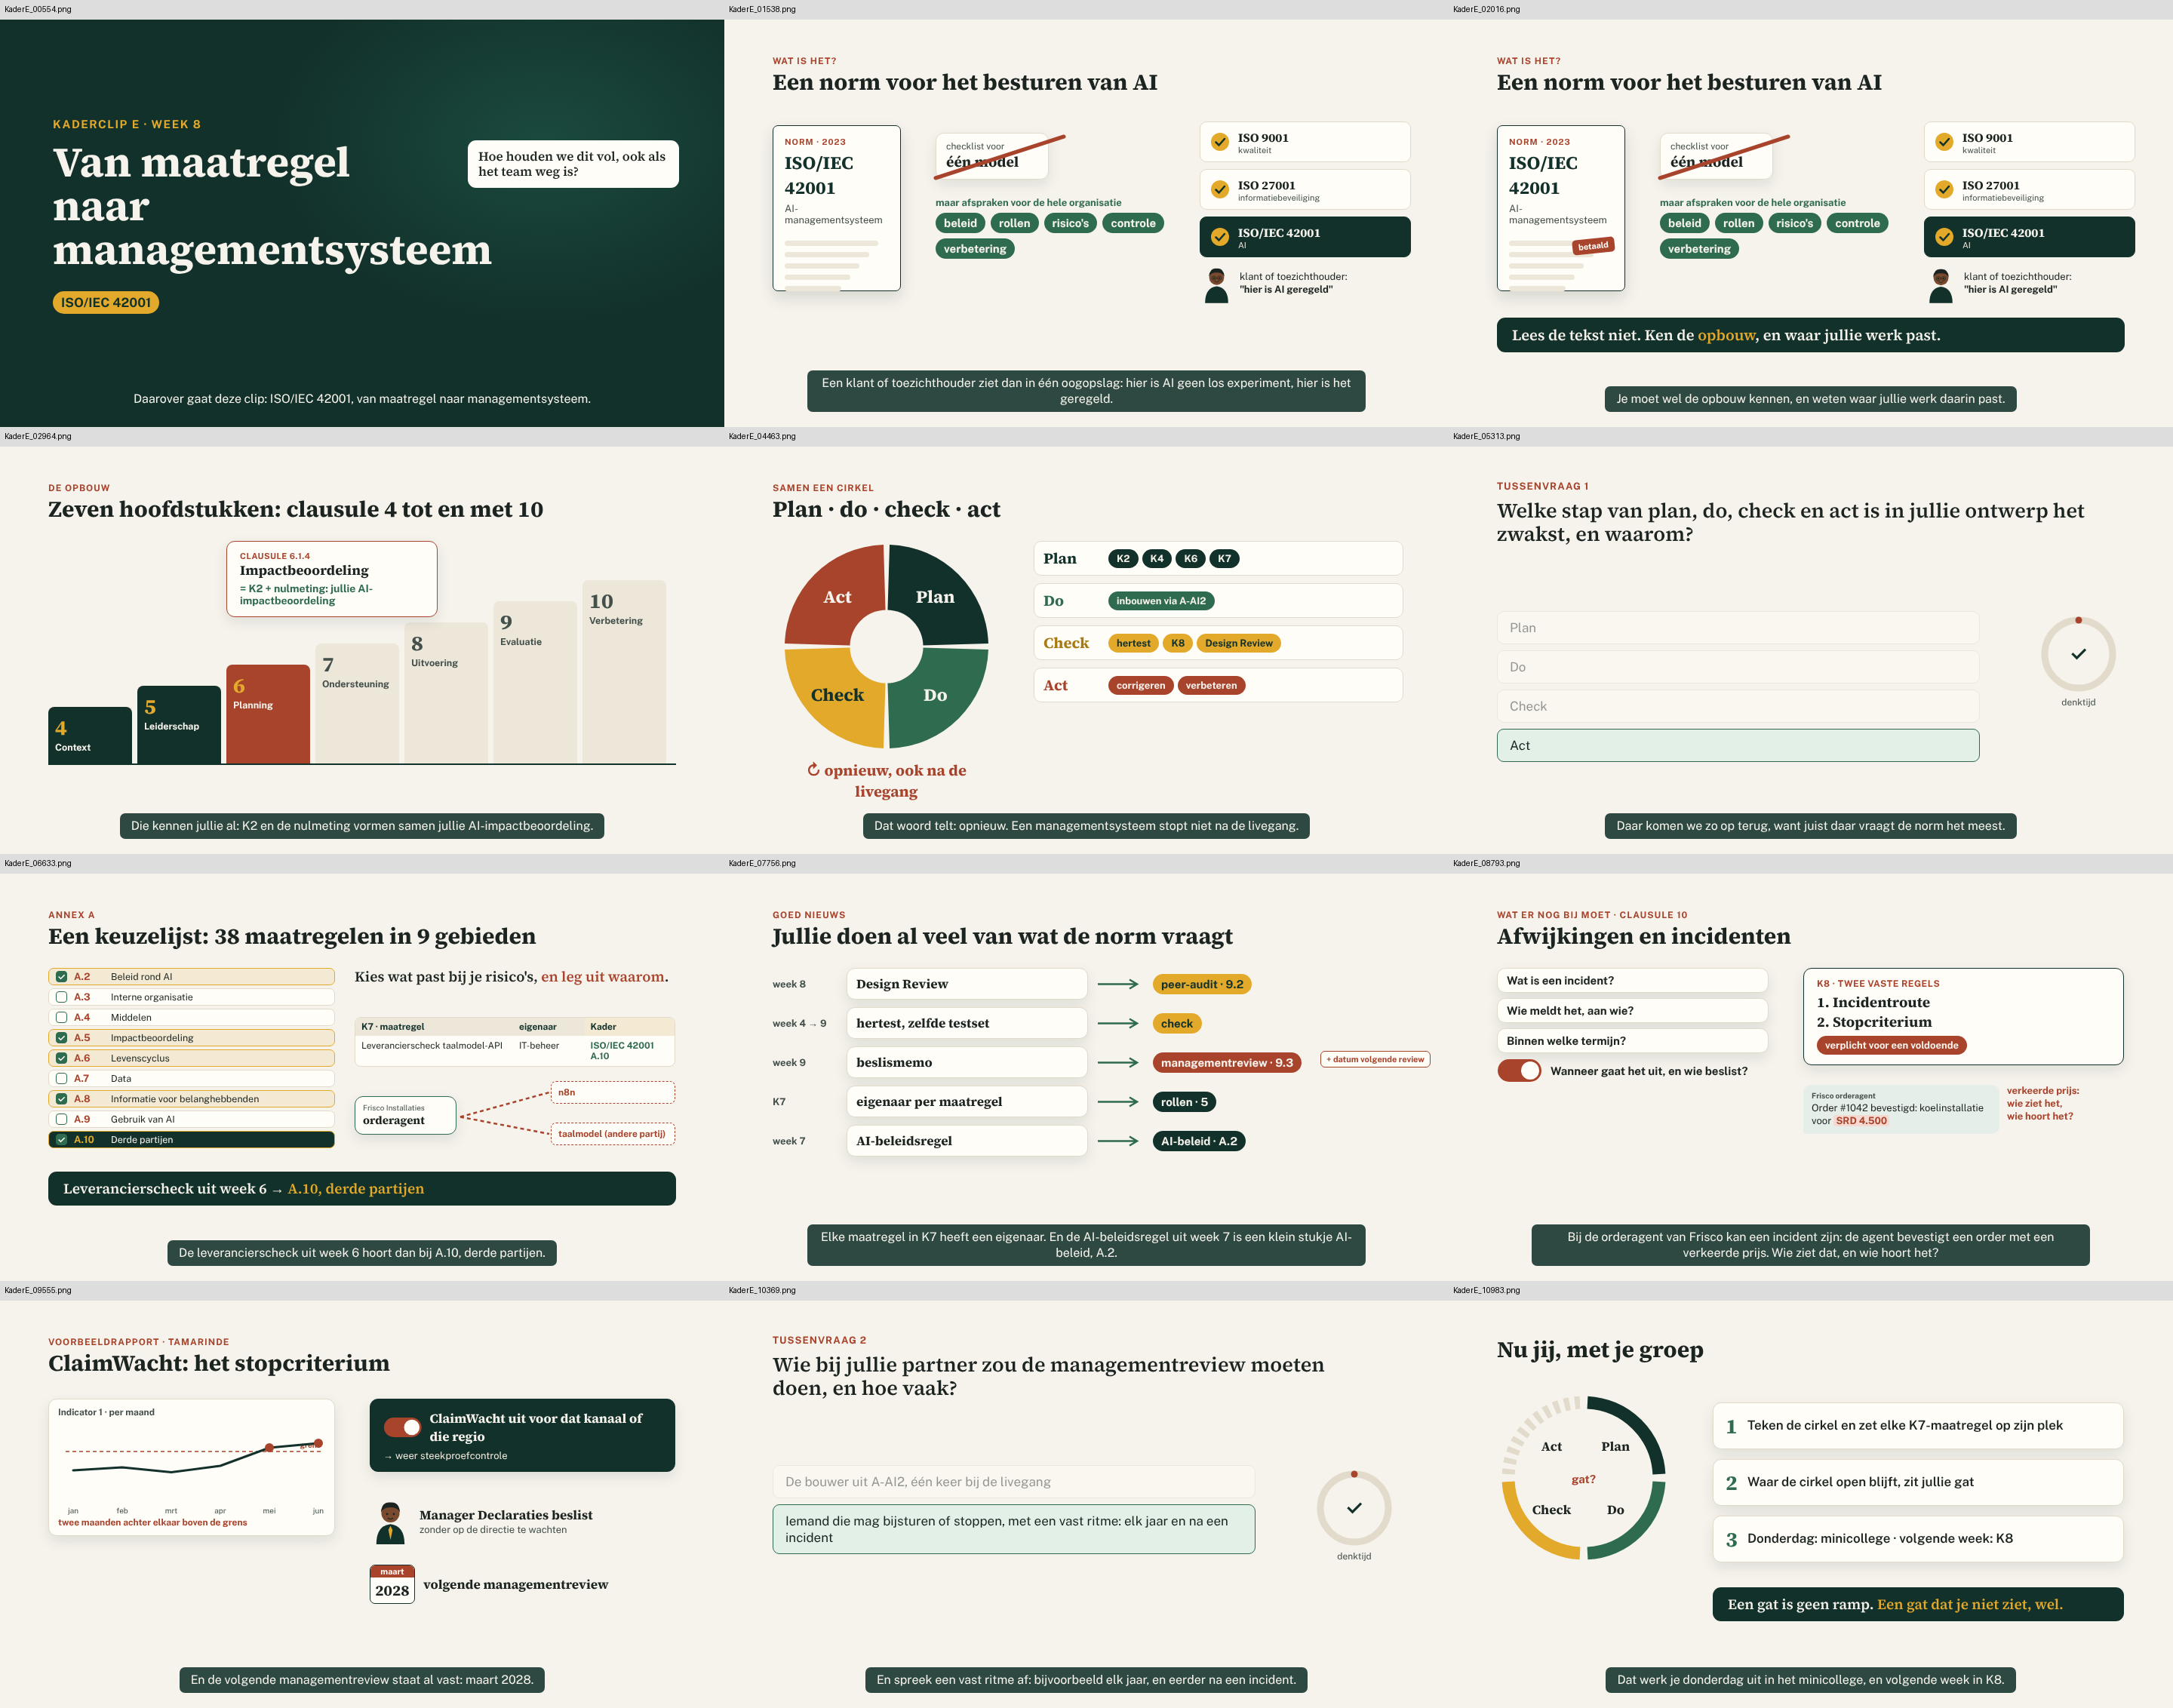 KaderE_00554.png
KADERCLIP E · WEEK 8
Van maatregel
naar
managementsysteem
ISO/IEC 42001
Hoe houden we dit vol, ook als
het team weg is?
Daarover gaat deze clip: ISO/IEC 42001, van maatregel naar managementsysteem.
KaderE_01538.png
WAT IS HET?
Een norm voor het besturen van AI
NORM · 2023
ISO/IEC
42001
AI-
managementsysteem
checklist voor
één model
maar afspraken voor de hele organisatie
beleid rollen risico's controle
verbetering
ISO 9001
kwaliteit
ISO 27001
informatiebeveiliging
ISO/IEC 42001
AI
klant of toezichthouder:
"hier is AI geregeld"
Een klant of toezichthouder ziet dan in één oogopslag: hier is AI geen los experiment, hier is het
geregeld.
KaderE_02016.png
WAT IS HET?
Een norm voor het besturen van AI
NORM · 2023
ISO/IEC
42001
AI-
managementsysteem
betaald
checklist voor
één model
maar afspraken voor de hele organisatie
beleid rollen risico's controle
verbetering
ISO 9001
kwaliteit
ISO 27001
informatiebeveiliging
ISO/IEC 42001
AI
klant of toezichthouder:
"hier is AI geregeld"
Lees de tekst niet. Ken de opbouw, en waar jullie werk past.
Je moet wel de opbouw kennen, en weten waar jullie werk daarin past.
KaderE_02964.png
DE OPBOUW
Zeven hoofdstukken: clausule 4 tot en met 10
CLAUSULE 6.1.4
Impactbeoordeling
= K2 + nulmeting: jullie AI-
impactbeoordeling
4
Context
5
Leiderschap
6
Planning
7
Ondersteuning
8
Uitvoering
9
Evaluatie
10
Verbetering
Die kennen jullie al: K2 en de nulmeting vormen samen jullie AI-impactbeoordeling.
KaderE_04463.png
SAMEN EEN CIRKEL
Plan · do · check · act
Act Plan
Check Do
↻ opnieuw, ook na de
livegang
Plan K2 K4 K6 K7
Do inbouwen via A-AI2
Check hertest K8 Design Review
Act corrigeren verbeteren
Dat woord telt: opnieuw. Een managementsysteem stopt niet na de livegang.
KaderE_05313.png
TUSSENVRAAG 1
Welke stap van plan, do, check en act is in jullie ontwerp het
zwakst, en waarom?
Plan
Do
Check
Act
denktijd
Daar komen we zo op terug, want juist daar vraagt de norm het meest.
KaderE_06633.png
ANNEX A
Een keuzelijst: 38 maatregelen in 9 gebieden
A.2 Beleid rond AI
A.3 Interne organisatie
A.4 Middelen
A.5 Impactbeoordeling
A.6 Levenscyclus
A.7 Data
A.8 Informatie voor belanghebbenden
A.9 Gebruik van AI
A.10 Derde partijen
Kies wat past bij je risico's, en leg uit waarom.
K7 · maatregel eigenaar Kader
Leverancierscheck taalmodel-API IT-beheer ISO/IEC 42001
A.10
Frisco Installaties
orderagent
n8n
taalmodel (andere partij)
Leverancierscheck uit week 6 → A.10, derde partijen
De leverancierscheck uit week 6 hoort dan bij A.10, derde partijen.
KaderE_07756.png
GOED NIEUWS
Jullie doen al veel van wat de norm vraagt
week 8 Design Review peer-audit · 9.2
week 4 → 9 hertest, zelfde testset check
week 9 beslismemo managementreview · 9.3 + datum volgende review
K7 eigenaar per maatregel rollen · 5
week 7 AI-beleidsregel AI-beleid · A.2
Elke maatregel in K7 heeft een eigenaar. En de AI-beleidsregel uit week 7 is een klein stukje AI-
beleid, A.2.
KaderE_08793.png
WAT ER NOG BIJ MOET · CLAUSULE 10
Afwijkingen en incidenten
Wat is een incident?
Wie meldt het, aan wie?
Binnen welke termijn?
Wanneer gaat het uit, en wie beslist?
K8 · TWEE VASTE REGELS
1. Incidentroute
2. Stopcriterium
verplicht voor een voldoende
Frisco orderagent
Order #1042 bevestigd: koelinstallatie
voor SRD 4.500
verkeerde prijs:
wie ziet het,
wie hoort het?
Bij de orderagent van Frisco kan een incident zijn: de agent bevestigt een order met een
verkeerde prijs. Wie ziet dat, en wie hoort het?
KaderE_09555.png
VOORBEELDRAPPORT · TAMARINDE
ClaimWacht: het stopcriterium
Indicator 1 · per maand
jan feb mrt apr mei jun
twee maanden achter elkaar boven de grens
ClaimWacht uit voor dat kanaal of
die regio
→ weer steekproefcontrole
Manager Declaraties beslist
zonder op de directie te wachten
maart
2028
volgende managementreview
En de volgende managementreview staat al vast: maart 2028.
KaderE_10369.png
TUSSENVRAAG 2
Wie bij jullie partner zou de managementreview moeten
doen, en hoe vaak?
De bouwer uit A-AI2, één keer bij de livegang
Iemand die mag bijsturen of stoppen, met een vast ritme: elk jaar en na een
incident
denktijd
En spreek een vast ritme af: bijvoorbeeld elk jaar, en eerder na een incident.
KaderE_10983.png
Nu jij, met je groep
Act Plan
gat?
Check Do
1 Teken de cirkel en zet elke K7-maatregel op zijn plek
2 Waar de cirkel open blijft, zit jullie gat
3 Donderdag: minicollege · volgende week: K8
Een gat is geen ramp. Een gat dat je niet ziet, wel.
Dat werk je donderdag uit in het minicollege, en volgende week in K8.